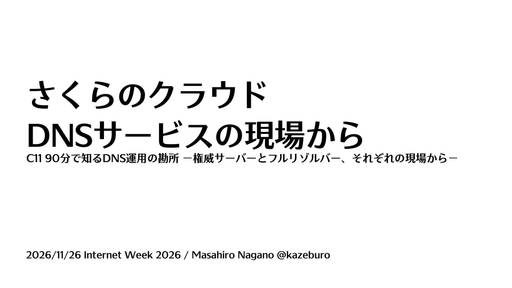 さくらのクラウド
DNSサービスの現場から
C11 90分で知るDNS運用の勘所 −権威サーバーとフルリゾルバー、それぞれの現場から−
2026/11/26 Internet Week 2026 / Masahiro Nagano @kazeburo